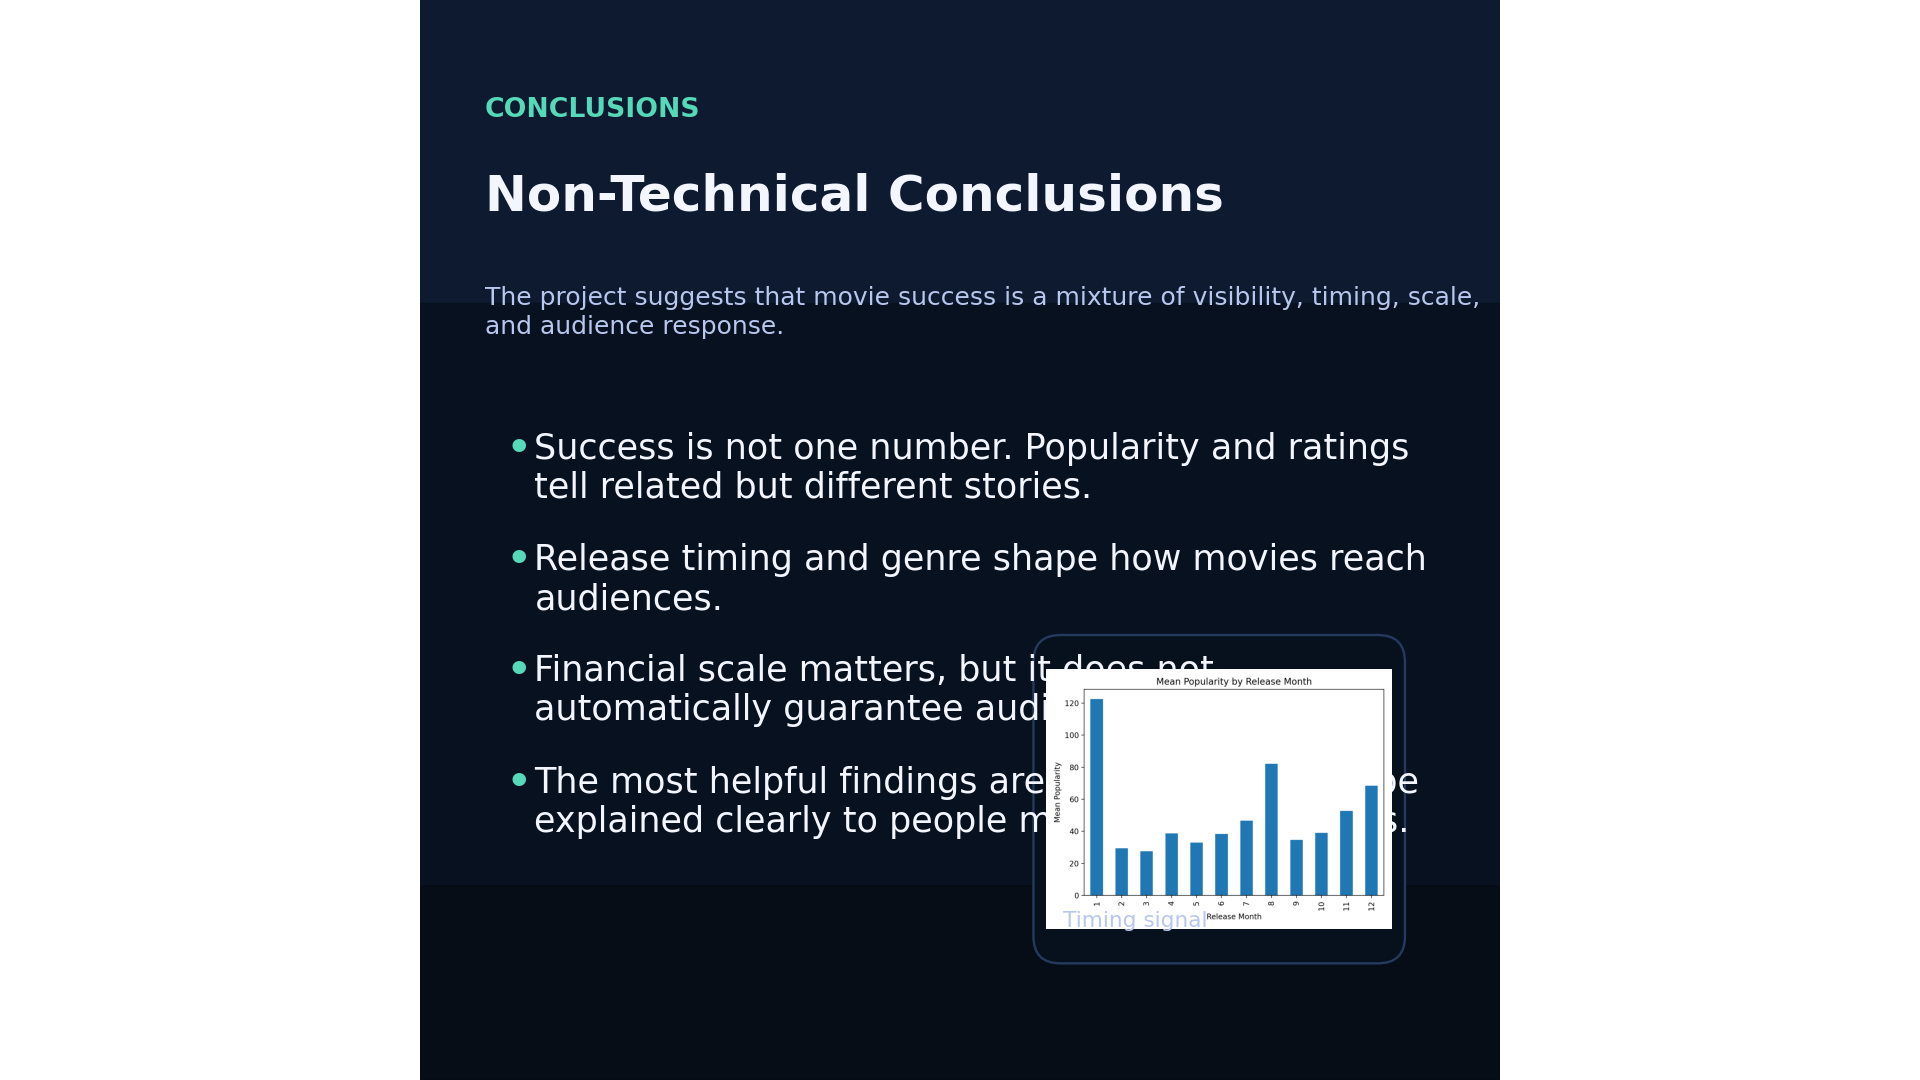 CONCLUSIONS
Non-Technical Conclusions
The project suggests that movie success is a mixture of visibility, timing, scale,
and audience response.
• Success is not one number. Popularity and ratings
tell related but different stories.
• Release timing and genre shape how movies reach
audiences.
• Financial scale matters, but it does not
automatically guarantee
• The most helpful findings are
explained clearly to people
Mean Popularity by Release Month
Mean Popularity
120
100
80
60
40
20
0
1 2 3 4 5 6 7 8 9 10 11 12
Release Month
Timing signal